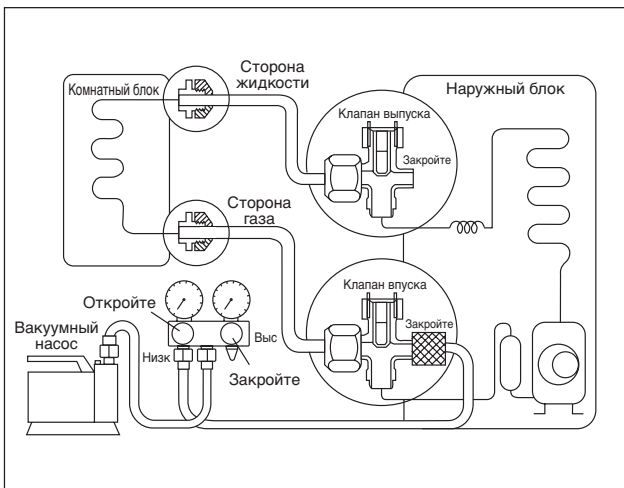 Сторона
жидкости
Комнатный блок
Наружный блок
Клапан выпуска
Закройте
Сторона
газа
Клапан впуска
Откройте
Закройте
Вакуумный
насос
Низк
Выс
Закройте